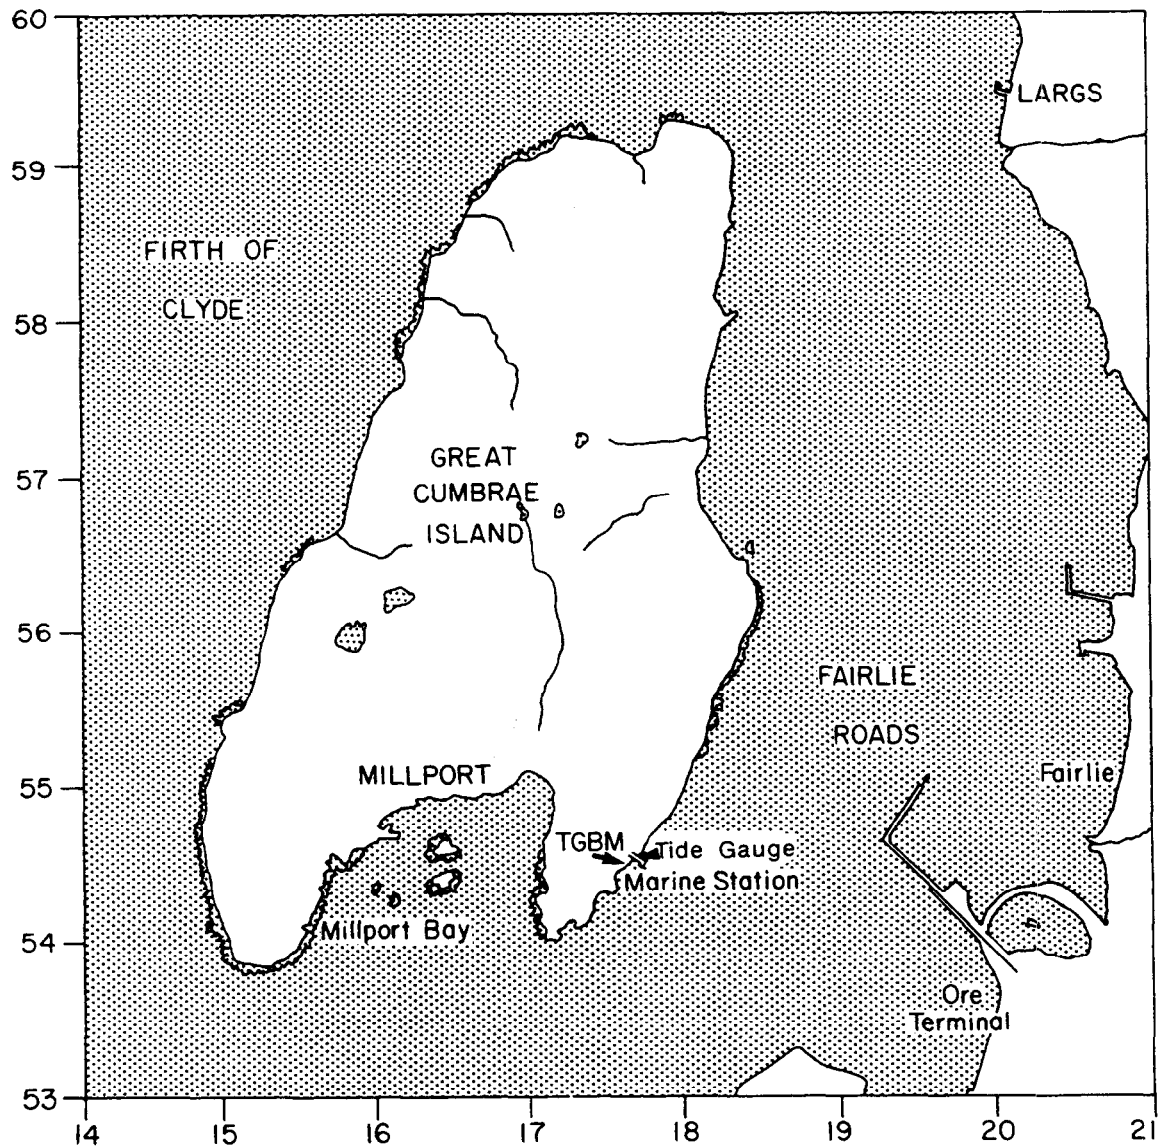 60
LARGS
59
FIRTH OF
CLYDE
58
GREAT
CUMBRAE
ISLAND
57
56
FAIRLIE
ROADS
MILLPORT
55
Fairlie
TGBM
Tide Gauge
Marine Station
Millport Bay
54
Ore
Terminal
53
14 15 16 17 18 19 20 21